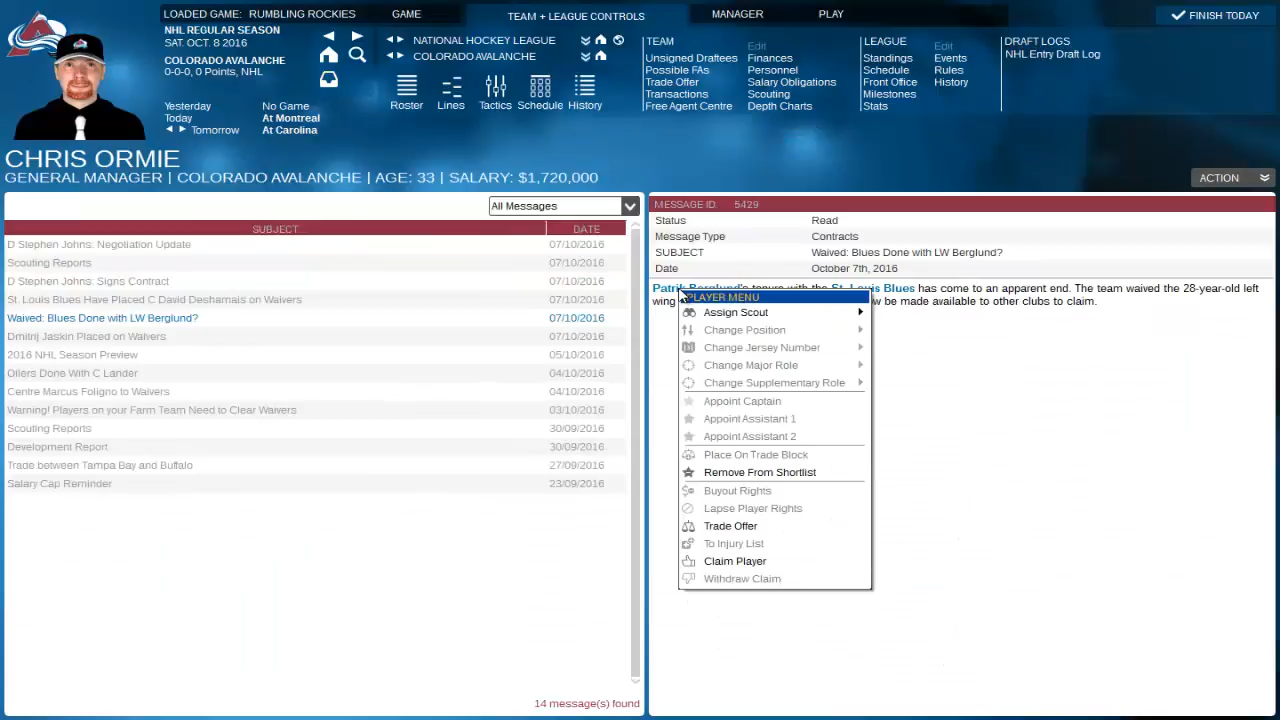 LOADED GAME: RUMBLING ROCKIES
GAME
TEAM + LEAGUE CONTROLS
MANAGER
PLAY
FINISH TODAY
NHL REGULAR SEASON
SAT. OCT. 8 2016
COLORADO AVALANCHE
0-0-0, 0 Points, NHL
Yesterday No Game
Today At Montreal
Tomorrow At Carolina
NATIONAL HOCKEY LEAGUE
COLORADO AVALANCHE
Roster Lines Tactics Schedule History
TEAM
Unsigned Draftees
Possible FAs
Trade Offer
Transactions
Free Agent Centre
Edit
Finances
Personnel
Salary Obligations
Scouting
Depth Charts
LEAGUE
Standings
Schedule
Front Office
Milestones
Stats
Edit
Events
Rules
History
DRAFT LOGS
NHL Entry Draft Log
CHRIS ORMIE
GENERAL MANAGER | COLORADO AVALANCHE | AGE: 33 | SALARY: $1,720,000
ACTION
All Messages
SUBJECT DATE
D Stephen Johns: Negotiation Update 07/10/2016
Scouting Reports 07/10/2016
D Stephen Johns: Signs Contract 07/10/2016
St. Louis Blues Have Placed C David Desharnais on Waivers 07/10/2016
Waived: Blues Done with LW Berglund? 07/10/2016
Dmitrij Jaskin Placed on Waivers 07/10/2016
2016 NHL Season Preview 05/10/2016
Oilers Done With C Lander 04/10/2016
Centre Marcus Foligno to Waivers 04/10/2016
Warning! Players on your Farm Team Need to Clear Waivers 03/10/2016
Scouting Reports 30/09/2016
Development Report 30/09/2016
Trade between Tampa Bay and Buffalo 27/09/2016
Salary Cap Reminder 23/09/2016
14 message(s) found
MESSAGE ID: 5429
Status Read
Message Type Contracts
SUBJECT Waived: Blues Done with LW Berglund?
Date October 7th, 2016
Patrik Berglund's tenure with the St. Louis Blues has come to an apparent end. The team waived the 28-year-old left
wing w be made available to other clubs to claim.
PLAYER MENU
Assign Scout
Change Position
Change Jersey Number
Change Major Role
Change Supplementary Role
Appoint Captain
Appoint Assistant 1
Appoint Assistant 2
Place On Trade Block
Remove From Shortlist
Buyout Rights
Lapse Player Rights
Trade Offer
To Injury List
Claim Player
Withdraw Claim